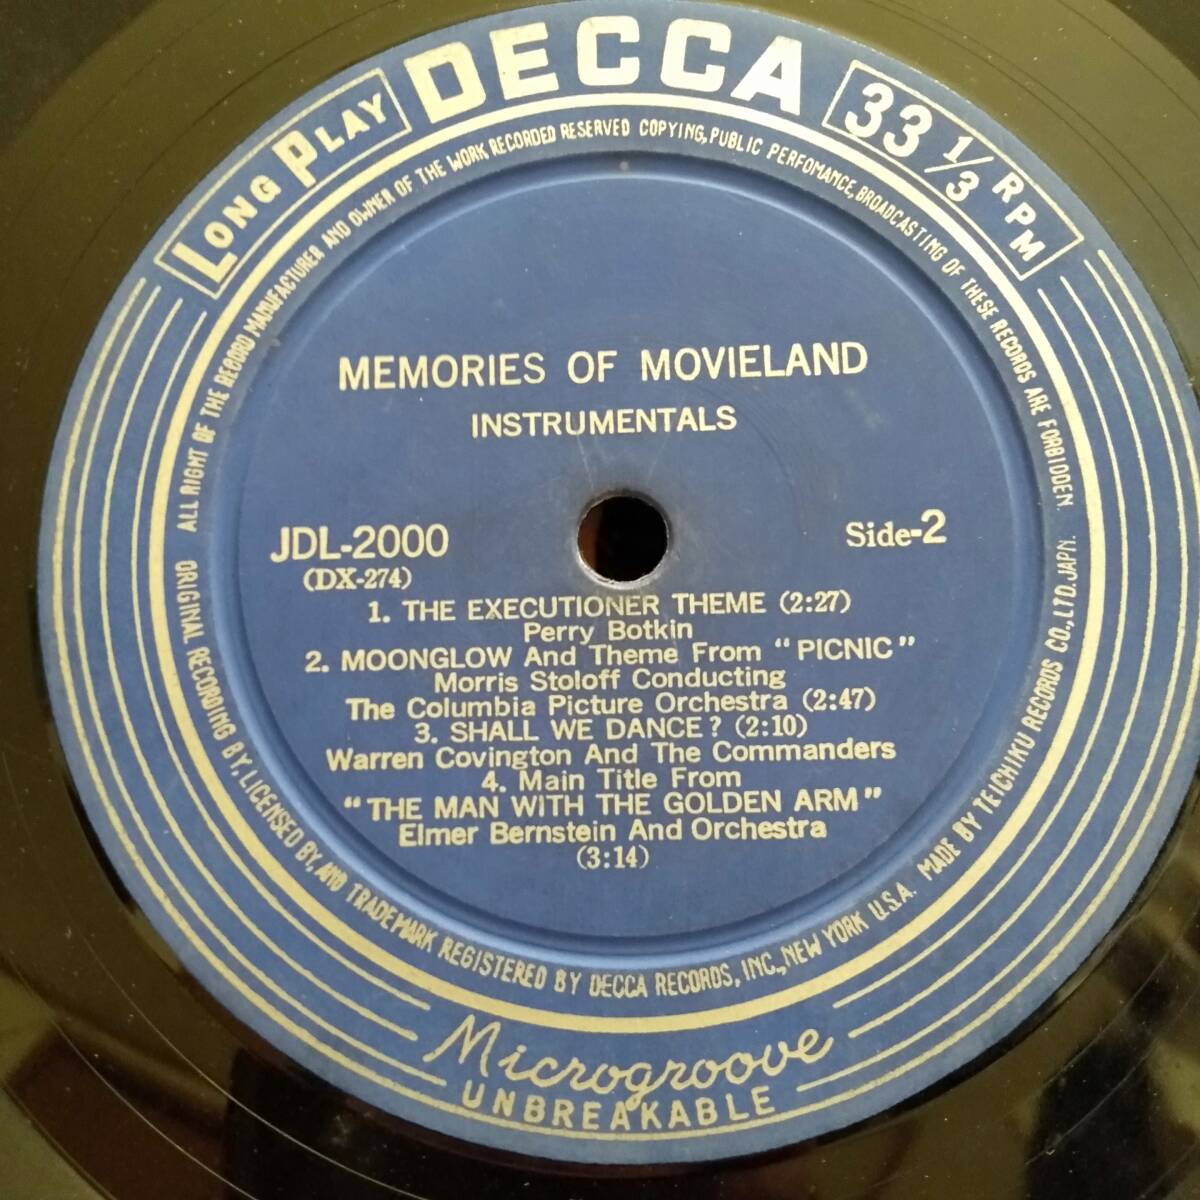 LONG PLAY DECCA 33 1/3 RPM
ALL RIGHT OF THE RECORD MANUFACTURER AND OWNER OF THE WORK RECORDED RESERVED COPYING, PUBLIC PERFOMANCE, BROADCASTING OF THESE RECORDS ARE FORBIDDEN.
MEMORIES OF MOVIELAND
INSTRUMENTALS
JDL-2000
(DX-274)
Side-2
1. THE EXECUTIONER THEME (2:27)
Perry Botkin
2. MOONGLOW And Theme From "PICNIC"
Morris Stoloff Conducting
The Columbia Picture Orchestra (2:47)
3. SHALL WE DANCE? (2:10)
Warren Covington And The Commanders
4. Main Title From
"THE MAN WITH THE GOLDEN ARM"
Elmer Bernstein And Orchestra
(3:14)
ORIGINAL RECORDING BY, LICENSED BY, AND TRADEMARK REGISTERED BY DECCA RECORDS, INC., NEW YORK U.S.A. MADE BY TEICHIKU RECORDS CO., LTD. JAPN.
Microgroove
UNBREAKABLE